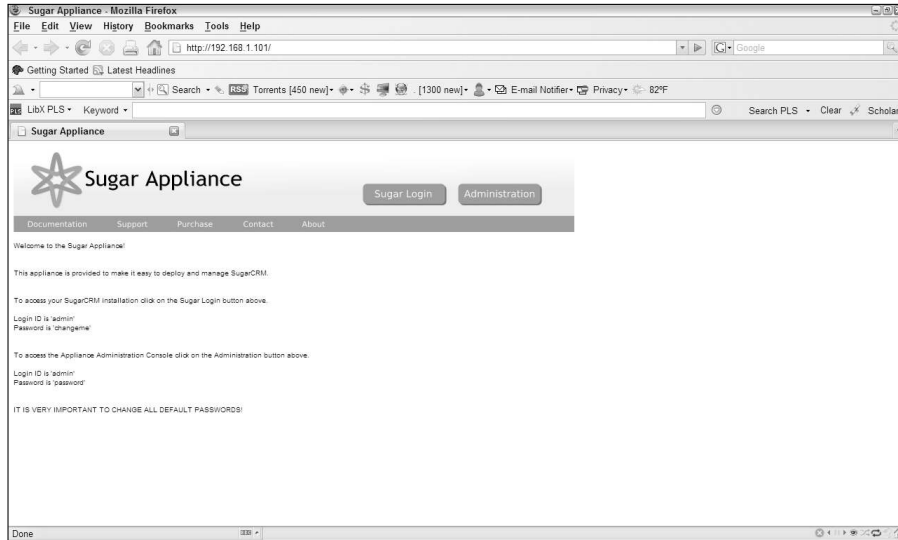 Sugar Appliance - Mozilla Firefox
File Edit View History Bookmarks Tools Help
http://192.168.1.101/
Google
Getting Started Latest Headlines
Search RSS Torrents [450 new] [1300 new] E-mail Notifier Privacy 82°F
LibX PLS Keyword Search PLS Clear Scholar
Sugar Appliance
Sugar Appliance
Sugar Login Administration
Documentation Support Purchase Contact About
Welcome to the Sugar Appliance!
This appliance is provided to make it easy to deploy and manage SugarCRM.
To access your SugarCRM installation click on the Sugar Login button above.
Login ID is 'admin'
Password is 'changeme'
To access the Appliance Administration Console click on the Administration button above.
Login ID is 'admin'
Password is 'password'
IT IS VERY IMPORTANT TO CHANGE ALL DEFAULT PASSWORDS!
Done